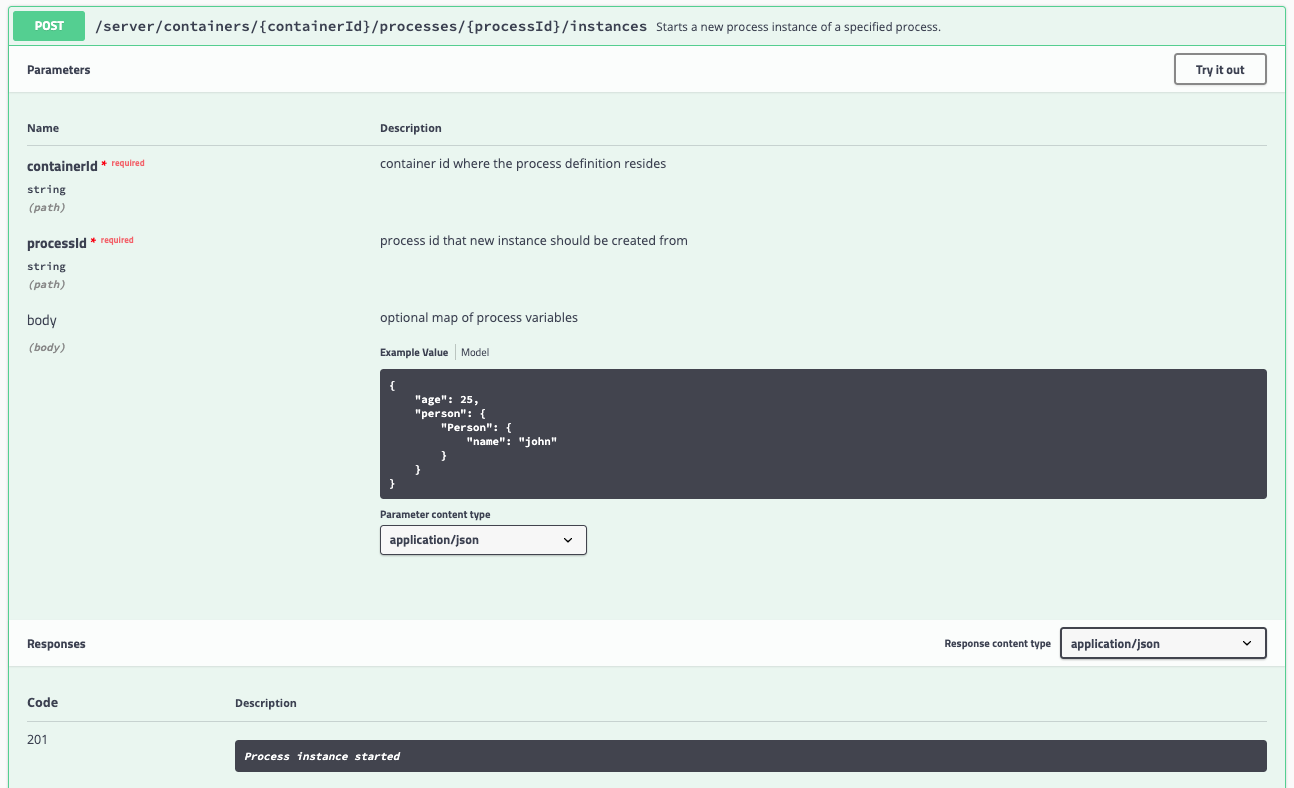 POST /server/containers/{containerId}/processes/{processId}/instances Starts a new process instance of a specified process.
Parameters Try it out
Name Description
containerId * required container id where the process definition resides
string
(path)
processId * required process id that new instance should be created from
string
(path)
body optional map of process variables
(body)
Example Value Model
{
    "age": 25,
    "person": {
        "Person": {
            "name": "john"
        }
    }
}
Parameter content type
application/json
Responses Response content type application/json
Code Description
201
Process instance started